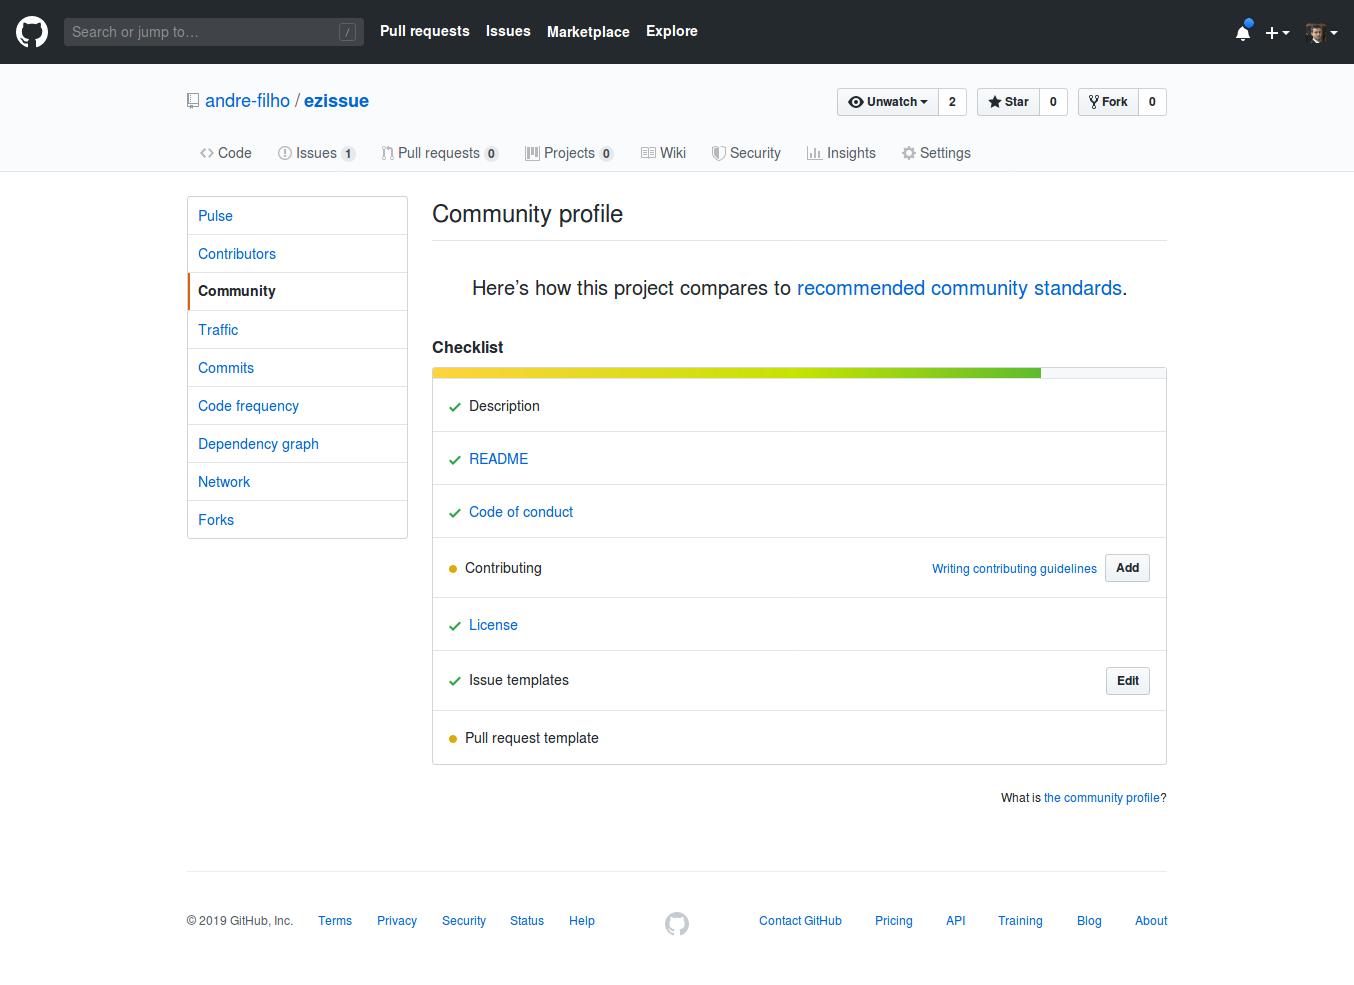 Search or jump to… / Pull requests Issues Marketplace Explore
andre-filho / ezissue Unwatch 2 Star 0 Fork 0
Code Issues 1 Pull requests 0 Projects 0 Wiki Security Insights Settings
Pulse
Contributors
Community
Traffic
Commits
Code frequency
Dependency graph
Network
Forks
Community profile
Here’s how this project compares to recommended community standards.
Checklist
Description
README
Code of conduct
Contributing Writing contributing guidelines Add
License
Issue templates Edit
Pull request template
What is the community profile?
© 2019 GitHub, Inc. Terms Privacy Security Status Help Contact GitHub Pricing API Training Blog About